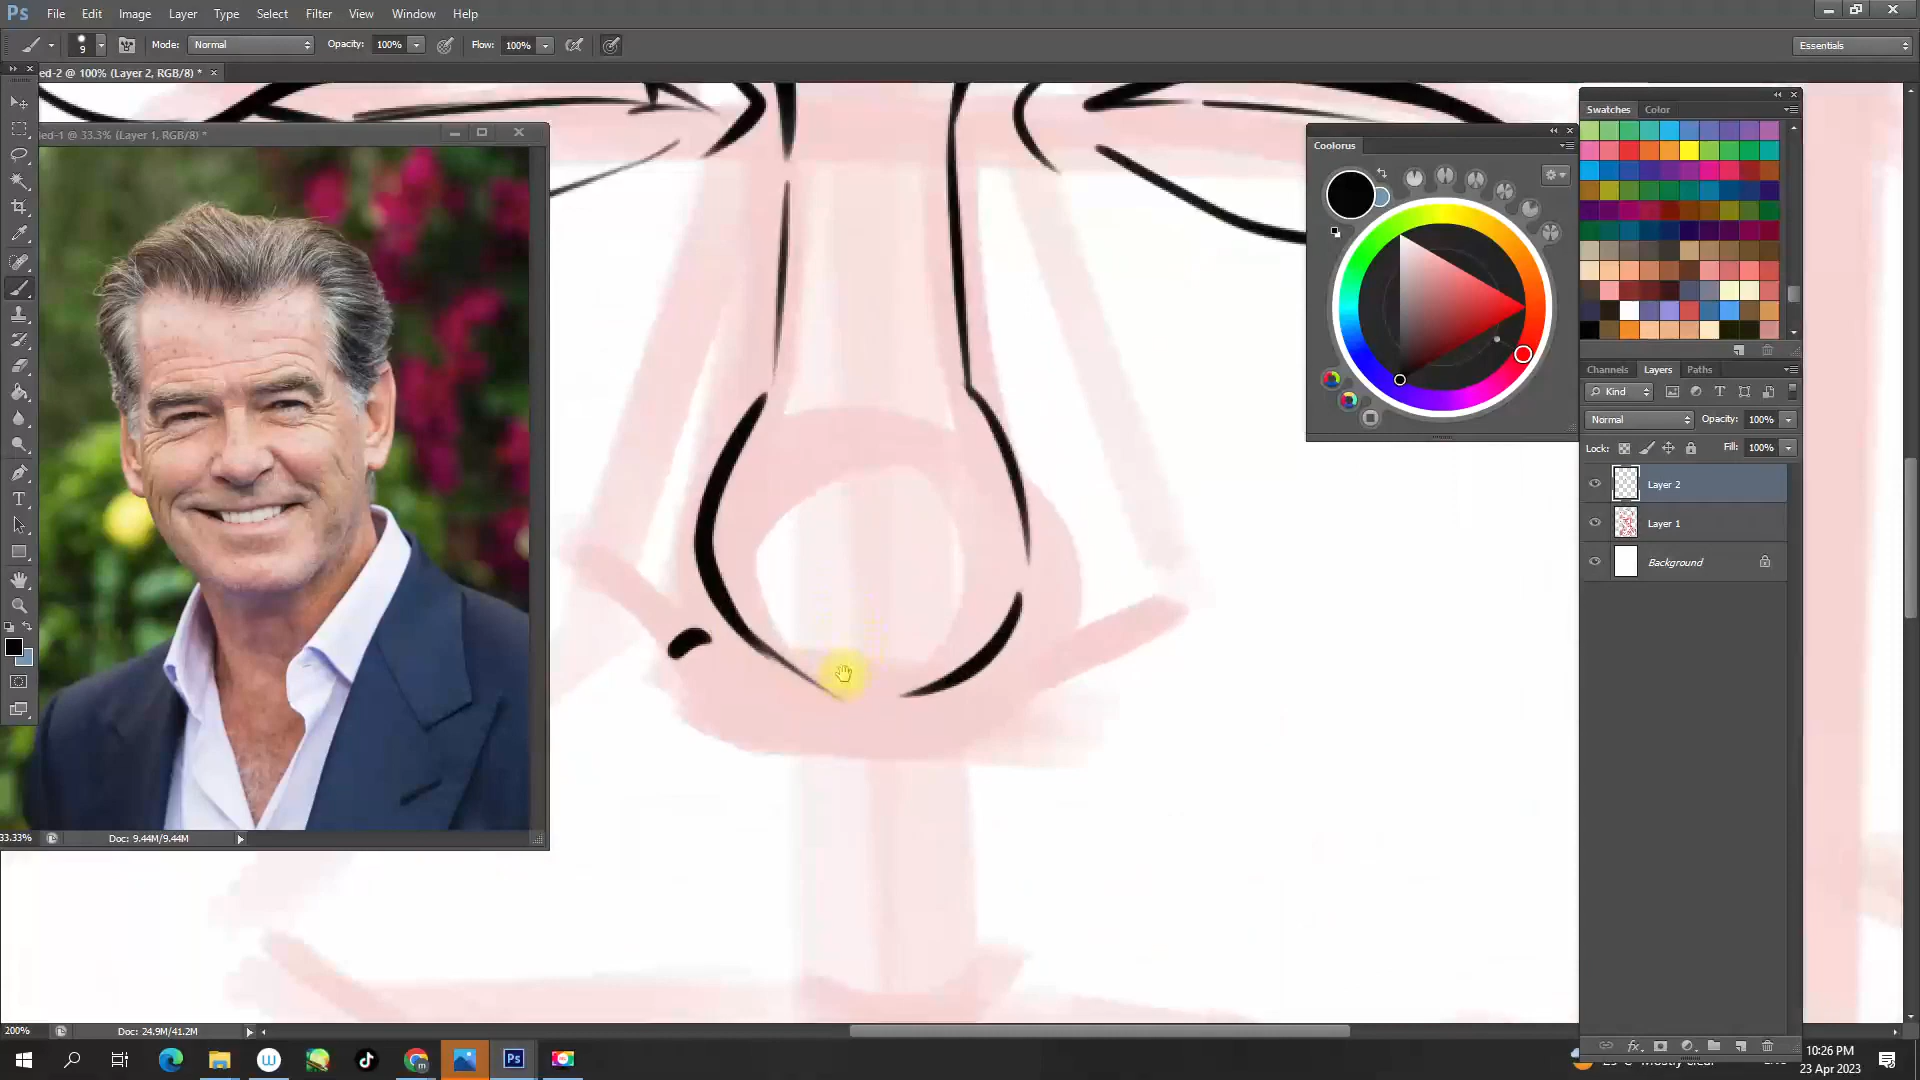 Ps File Edit Image Layer Type Select Filter Layer View Window Help
9 Mode: Normal Opacity: 100% Flow: 100% Essentials
ed-2 @ 100% (Layer 2, RGB/8) *
led-1 @ 33.3% (Layer 1, RGB/8) *
Swatches Color
Coolorus
Channels Layers Paths
Kind
Normal Opacity: 100%
Lock: Fill: 100%
Layer 2
Layer 1
Background
33.33% Doc: 9.44M/9.44M
200% Doc: 24.9M/41.2M
10:26 PM
23 Apr 2023